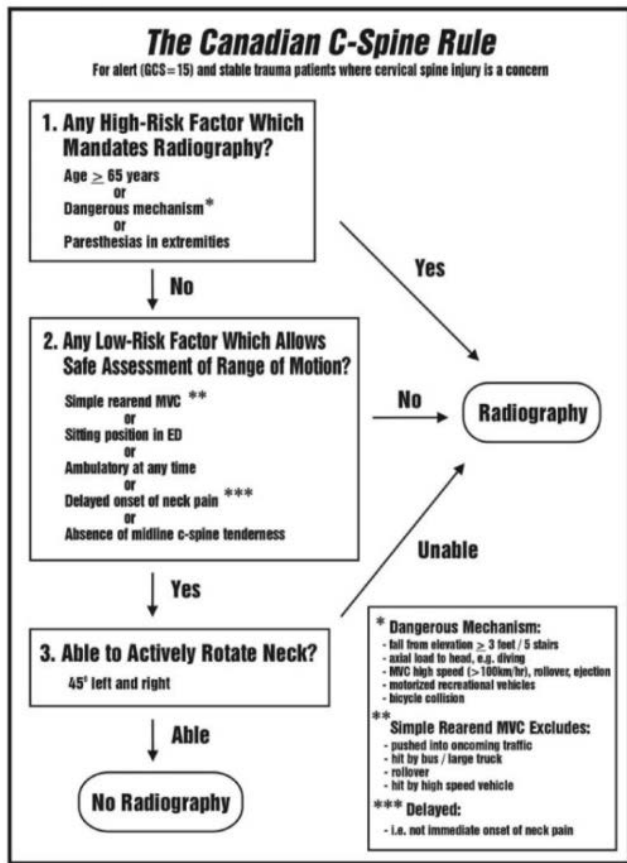 The Canadian C-Spine Rule
For alert (GCS=15) and stable trauma patients where cervical spine injury is a concern
1. Any High-Risk Factor Which
Mandates Radiography?
Age ≥ 65 years
or
Dangerous mechanism*
or
Paresthasias in extremities
Yes
No
2. Any Low-Risk Factor Which Allows
Safe Assessment of Range of Motion?
Simple rearend MVC **
or
Sitting position in ED
or
Ambulatory at any time
or
Delayed onset of neck pain ***
or
Absence of midline c-spine tenderness
No
Radiography
Unable
Yes
3. Able to Actively Rotate Neck?
45° left and right
Able
No Radiography
* Dangerous Mechanism:
- fall from elevation ≥ 3 feet / 5 stairs
- axial load to head, e.g. diving
- MVC high speed (>100km/hr), rollover, ejection
- motorized recreational vehicles
- bicycle collision
** Simple Rearend MVC Excludes:
- pushed into oncoming traffic
- hit by bus / large truck
- rollover
- hit by high speed vehicle
*** Delayed:
- i.e. not immediate onset of neck pain